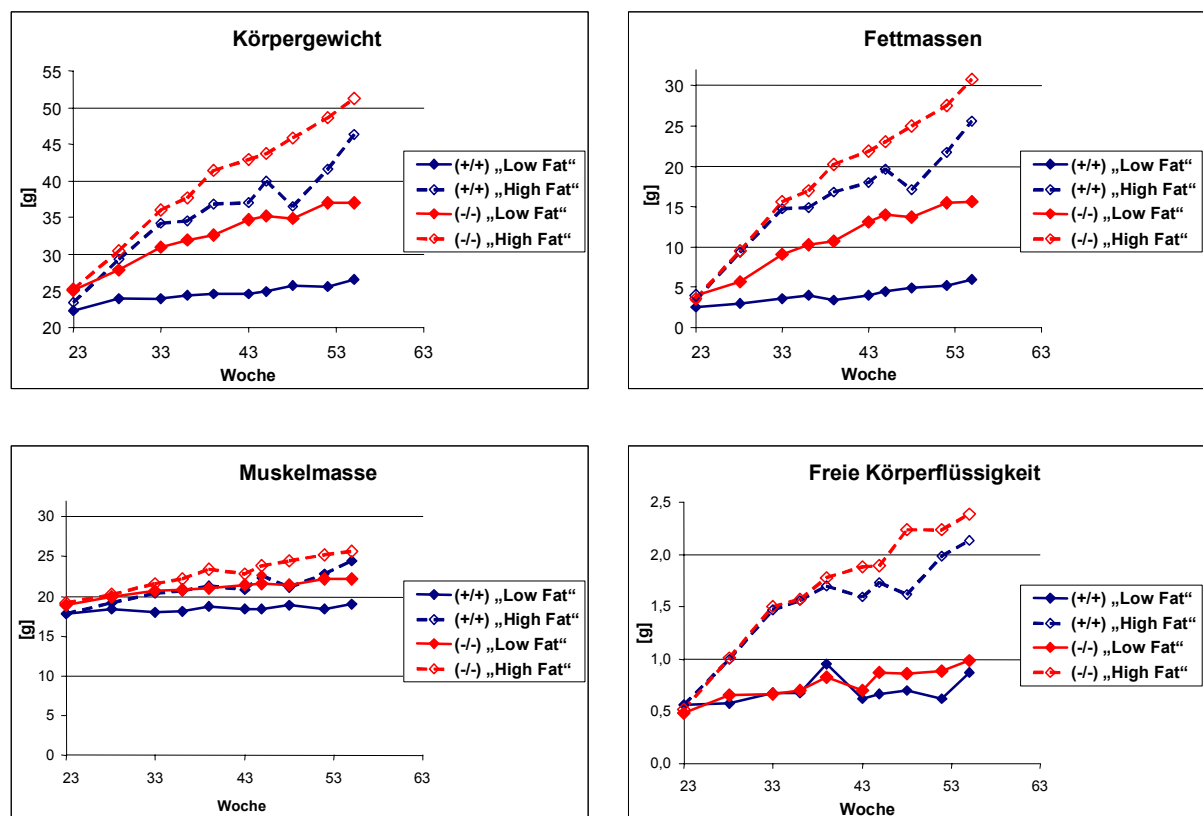 Körpergewicht
55
50
45
40
35
30
25
20
[g]
23 33 43 53 63
Woche
(+/+) „Low Fat“
(+/+) „High Fat“
(-/-) „Low Fat“
(-/-) „High Fat“
Fettmassen
30
25
20
15
10
5
0
[g]
23 33 43 53 63
Woche
(+/+) „Low Fat“
(+/+) „High Fat“
(-/-) „Low Fat“
(-/-) „High Fat“
Muskelmasse
30
25
20
15
10
5
0
[g]
23 33 43 53 63
Woche
(+/+) „Low Fat“
(+/+) „High Fat“
(-/-) „Low Fat“
(-/-) „High Fat“
Freie Körperflüssigkeit
2,5
2,0
1,5
1,0
0,5
0,0
[g]
23 33 43 53 63
Woche
(+/+) „Low Fat“
(+/+) „High Fat“
(-/-) „Low Fat“
(-/-) „High Fat“